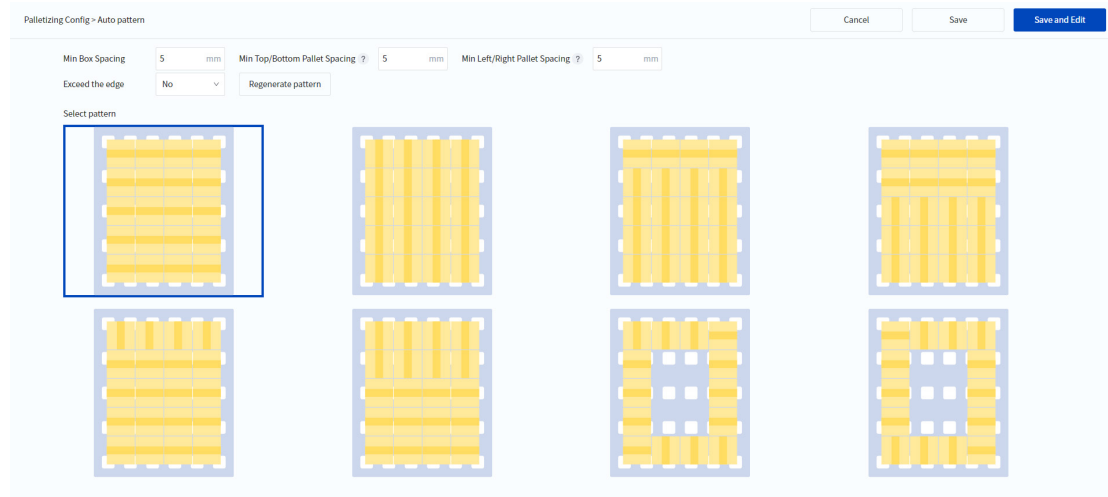 Palletizing Config > Auto pattern Cancel Save Save and Edit
Min Box Spacing 5 mm Min Top/Bottom Pallet Spacing ? 5 mm Min Left/Right Pallet Spacing ? 5 mm
Exceed the edge No Regenerate pattern
Select pattern